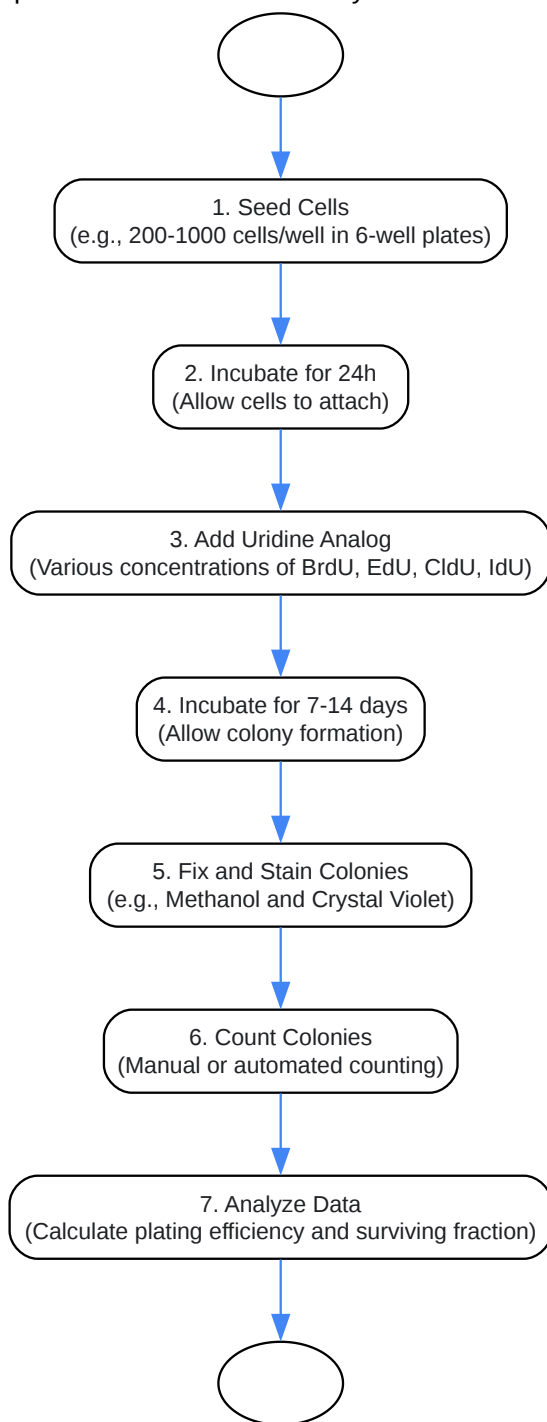 1. Seed Cells
(e.g., 200-1000 cells/well in 6-well plates)
2. Incubate for 24h
(Allow cells to attach)
3. Add Uridine Analog
(Various concentrations of BrdU, EdU, CldU, IdU)
4. Incubate for 7-14 days
(Allow colony formation)
5. Fix and Stain Colonies
(e.g., Methanol and Crystal Violet)
6. Count Colonies
(Manual or automated counting)
7. Analyze Data
(Calculate plating efficiency and surviving fraction)